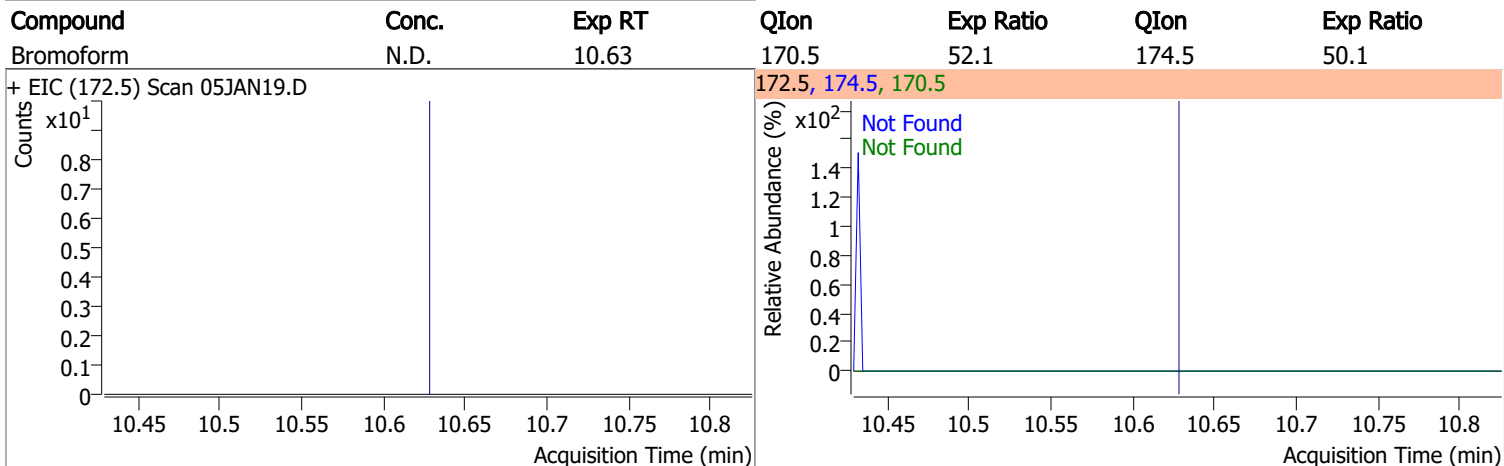 Compound Conc. Exp RT QIon Exp Ratio QIon Exp Ratio
Bromoform N.D. 10.63 170.5 52.1 174.5 50.1
+ EIC (172.5) Scan 05JAN19.D
Counts
x10¹
0.8
0.7
0.6
0.5
0.4
0.3
0.2
0.1
0
10.45 10.5 10.55 10.6 10.65 10.7 10.75 10.8
Acquisition Time (min)
172.5, 174.5, 170.5
Relative Abundance (%)
x10²
Not Found
Not Found
1.4
1.2
1
0.8
0.6
0.4
0.2
0
10.45 10.5 10.55 10.6 10.65 10.7 10.75 10.8
Acquisition Time (min)